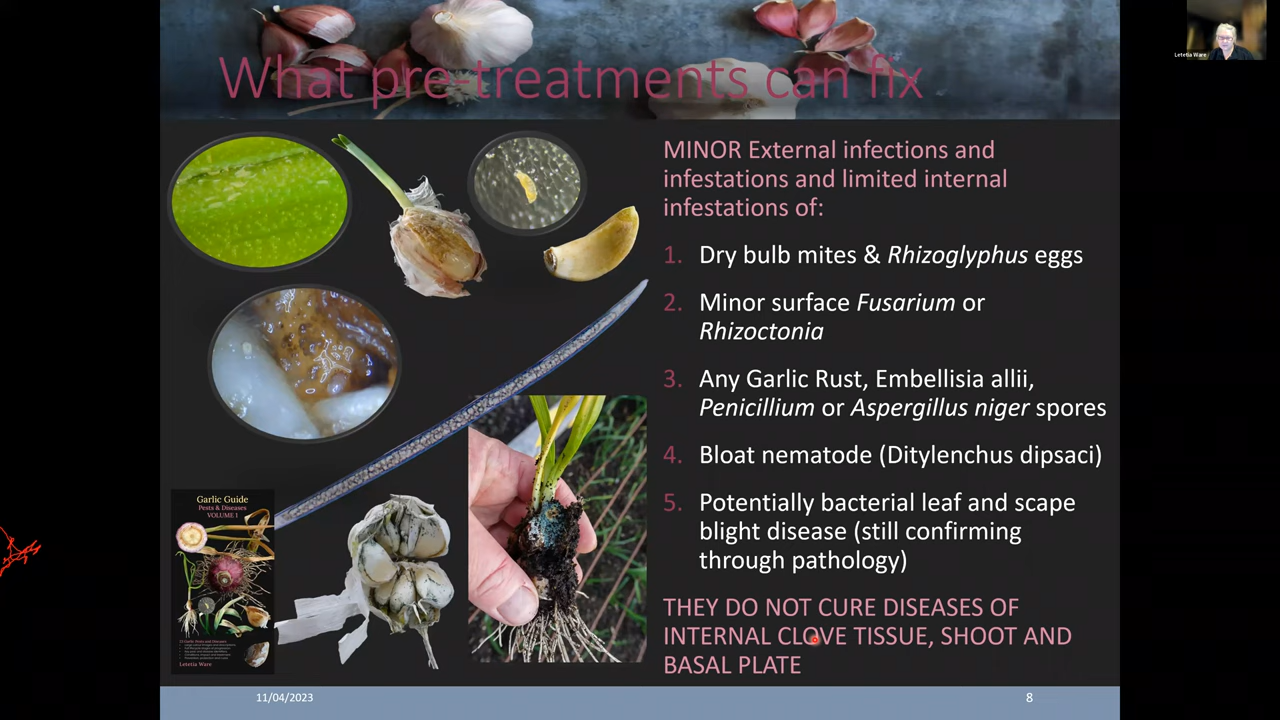 What pre-treatments can fix
Letetia Ware
MINOR External infections and
infestations and limited internal
infestations of:
1. Dry bulb mites & Rhizoglyphus eggs
2. Minor surface Fusarium or
Rhizoctonia
3. Any Garlic Rust, Embellisia allii,
Penicillium or Aspergillus niger spores
4. Bloat nematode (Ditylenchus dipsaci)
5. Potentially bacterial leaf and scape
blight disease (still confirming
through pathology)
THEY DO NOT CURE DISEASES OF
INTERNAL CLOVE TISSUE, SHOOT AND
BASAL PLATE
Garlic Guide
Pests & Diseases
VOLUME 1
Letetia Ware
11/04/2023
8